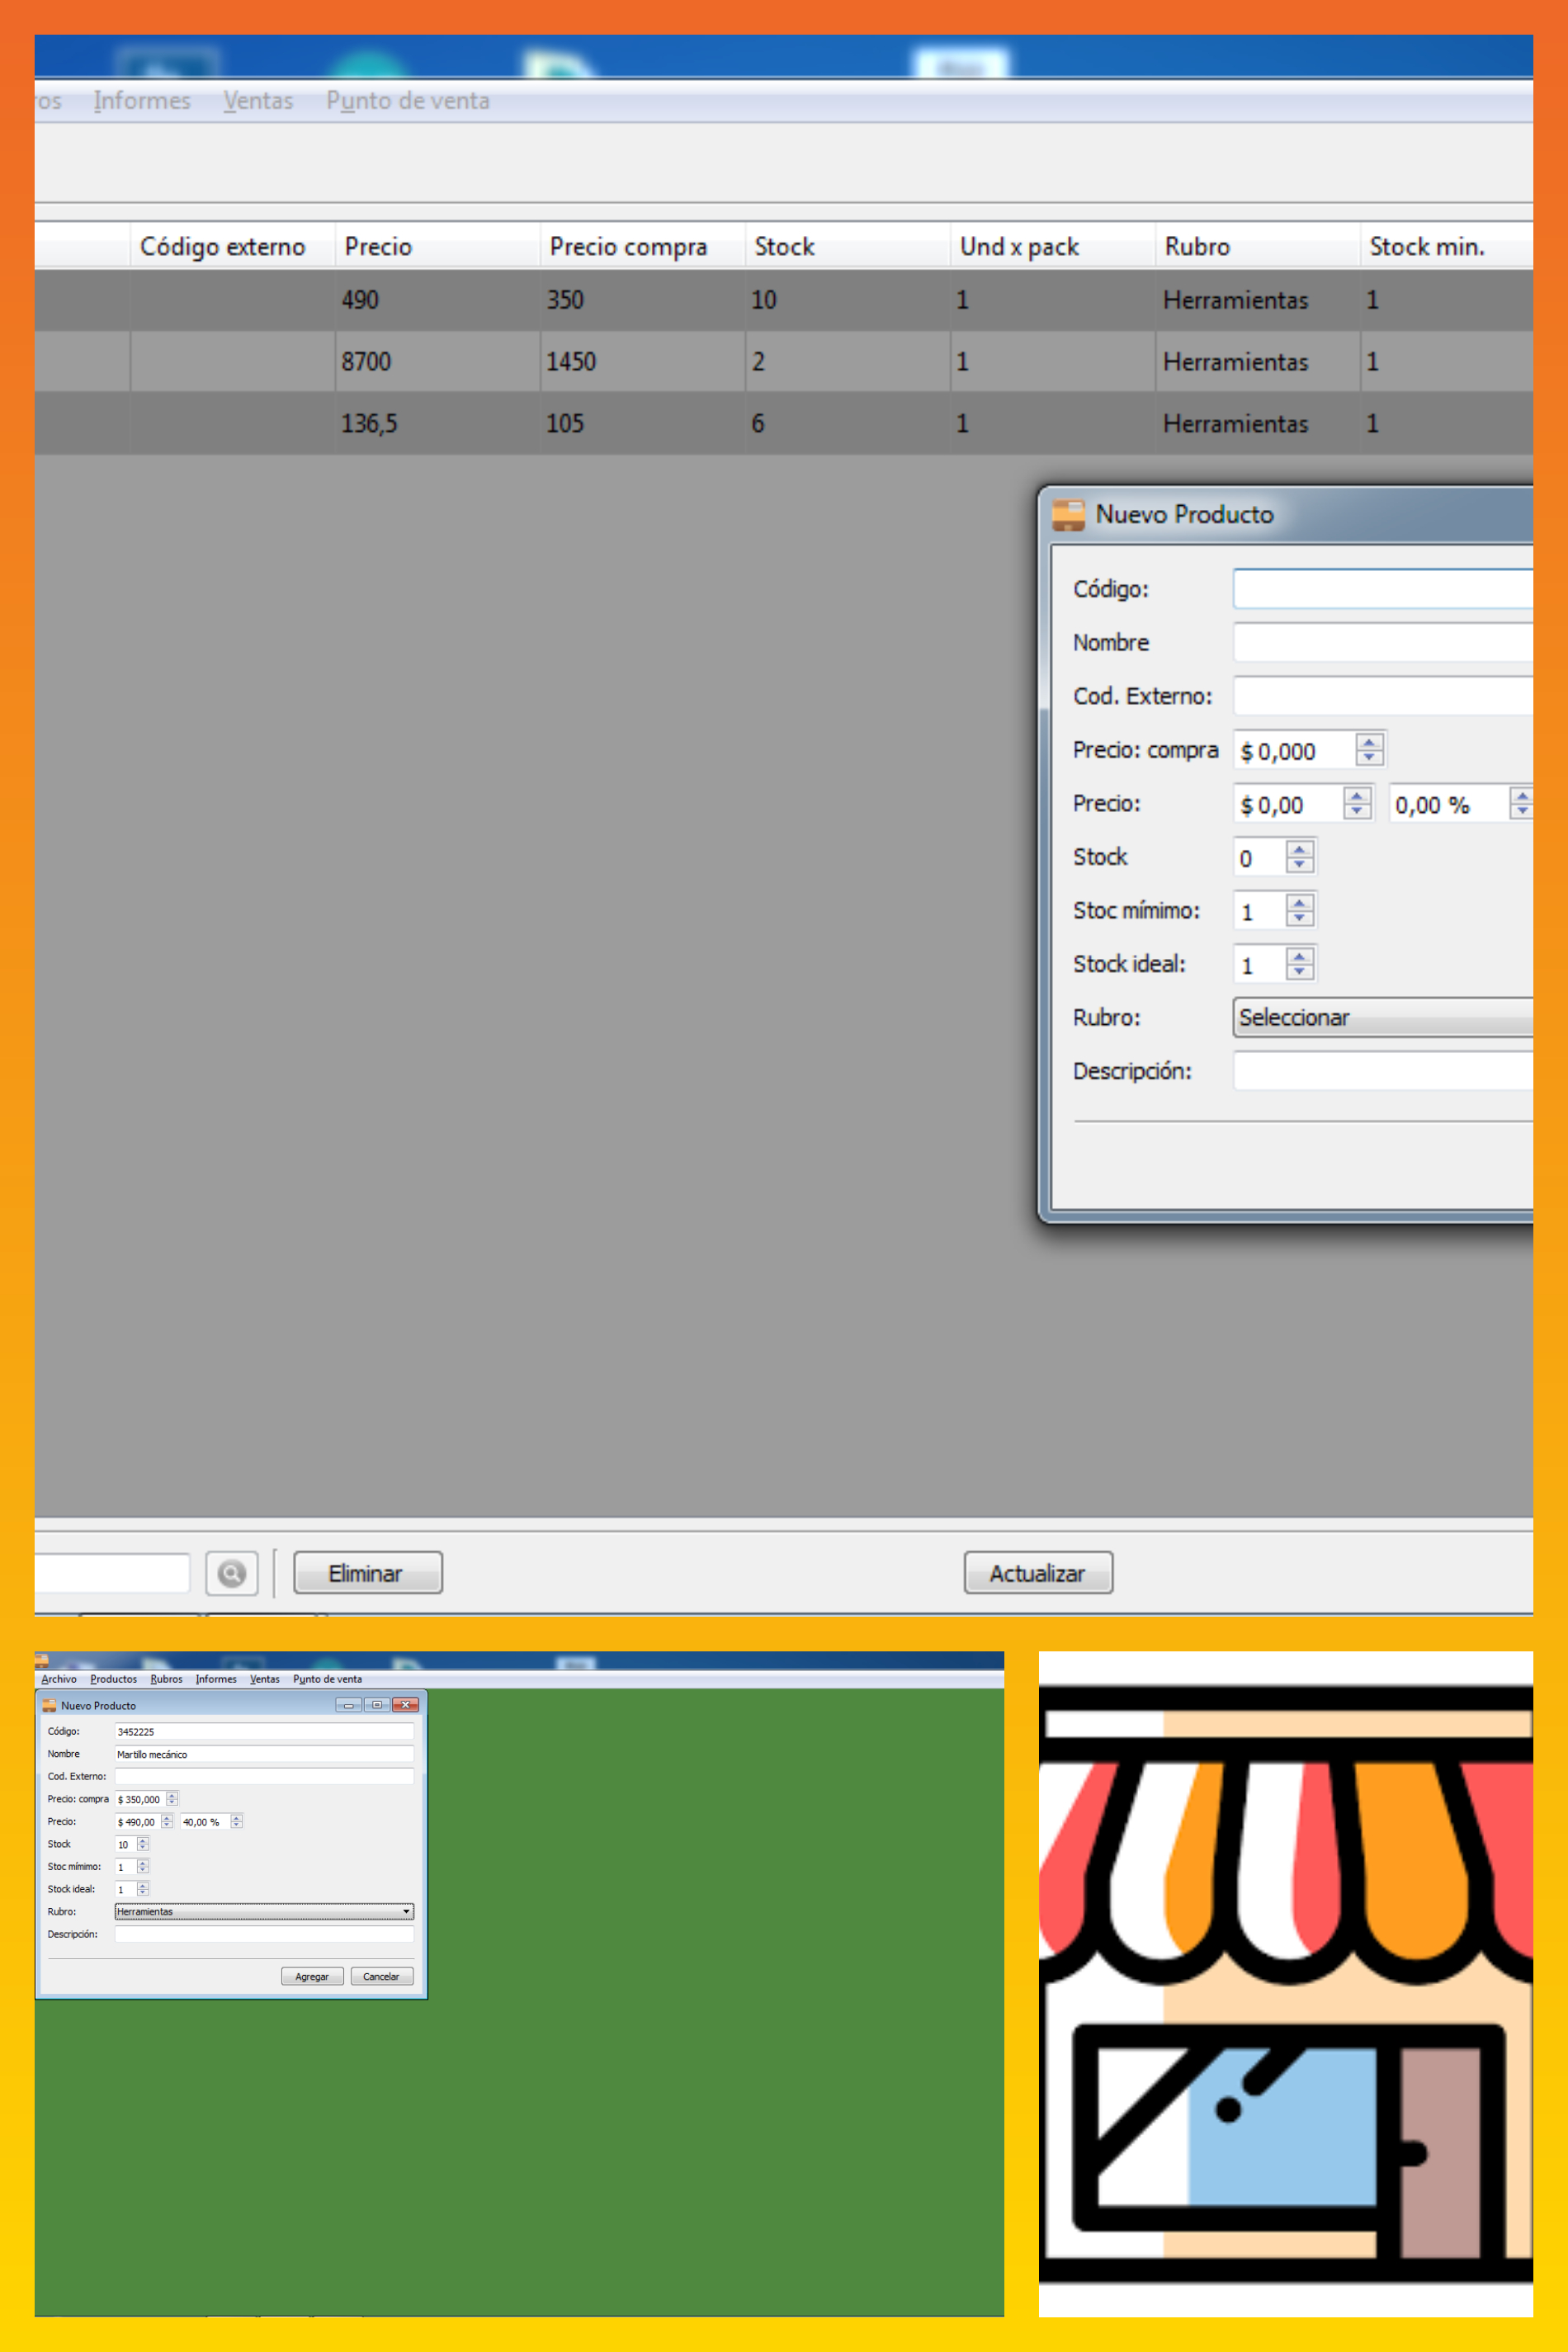 ros Informes Ventas Punto de venta
Código externo Precio Precio compra Stock Und x pack Rubro Stock min.
490 350 10 1 Herramientas 1
8700 1450 2 1 Herramientas 1
136,5 105 6 1 Herramientas 1
Nuevo Producto
Código:
Nombre
Cod. Externo:
Precio: compra $ 0,000
Precio: $ 0,00 0,00 %
Stock 0
Stoc mímimo: 1
Stock ideal: 1
Rubro: Seleccionar
Descripción:
Eliminar Actualizar
Archivo Productos Rubros Informes Ventas Punto de venta
Nuevo Producto
Código: 3452225
Nombre Martillo mecánico
Cod. Externo:
Precio: compra $ 350,000
Precio: $ 490,00 40,00 %
Stock 10
Stoc mímimo: 1
Stock ideal: 1
Rubro: Herramientas
Descripción:
Agregar Cancelar